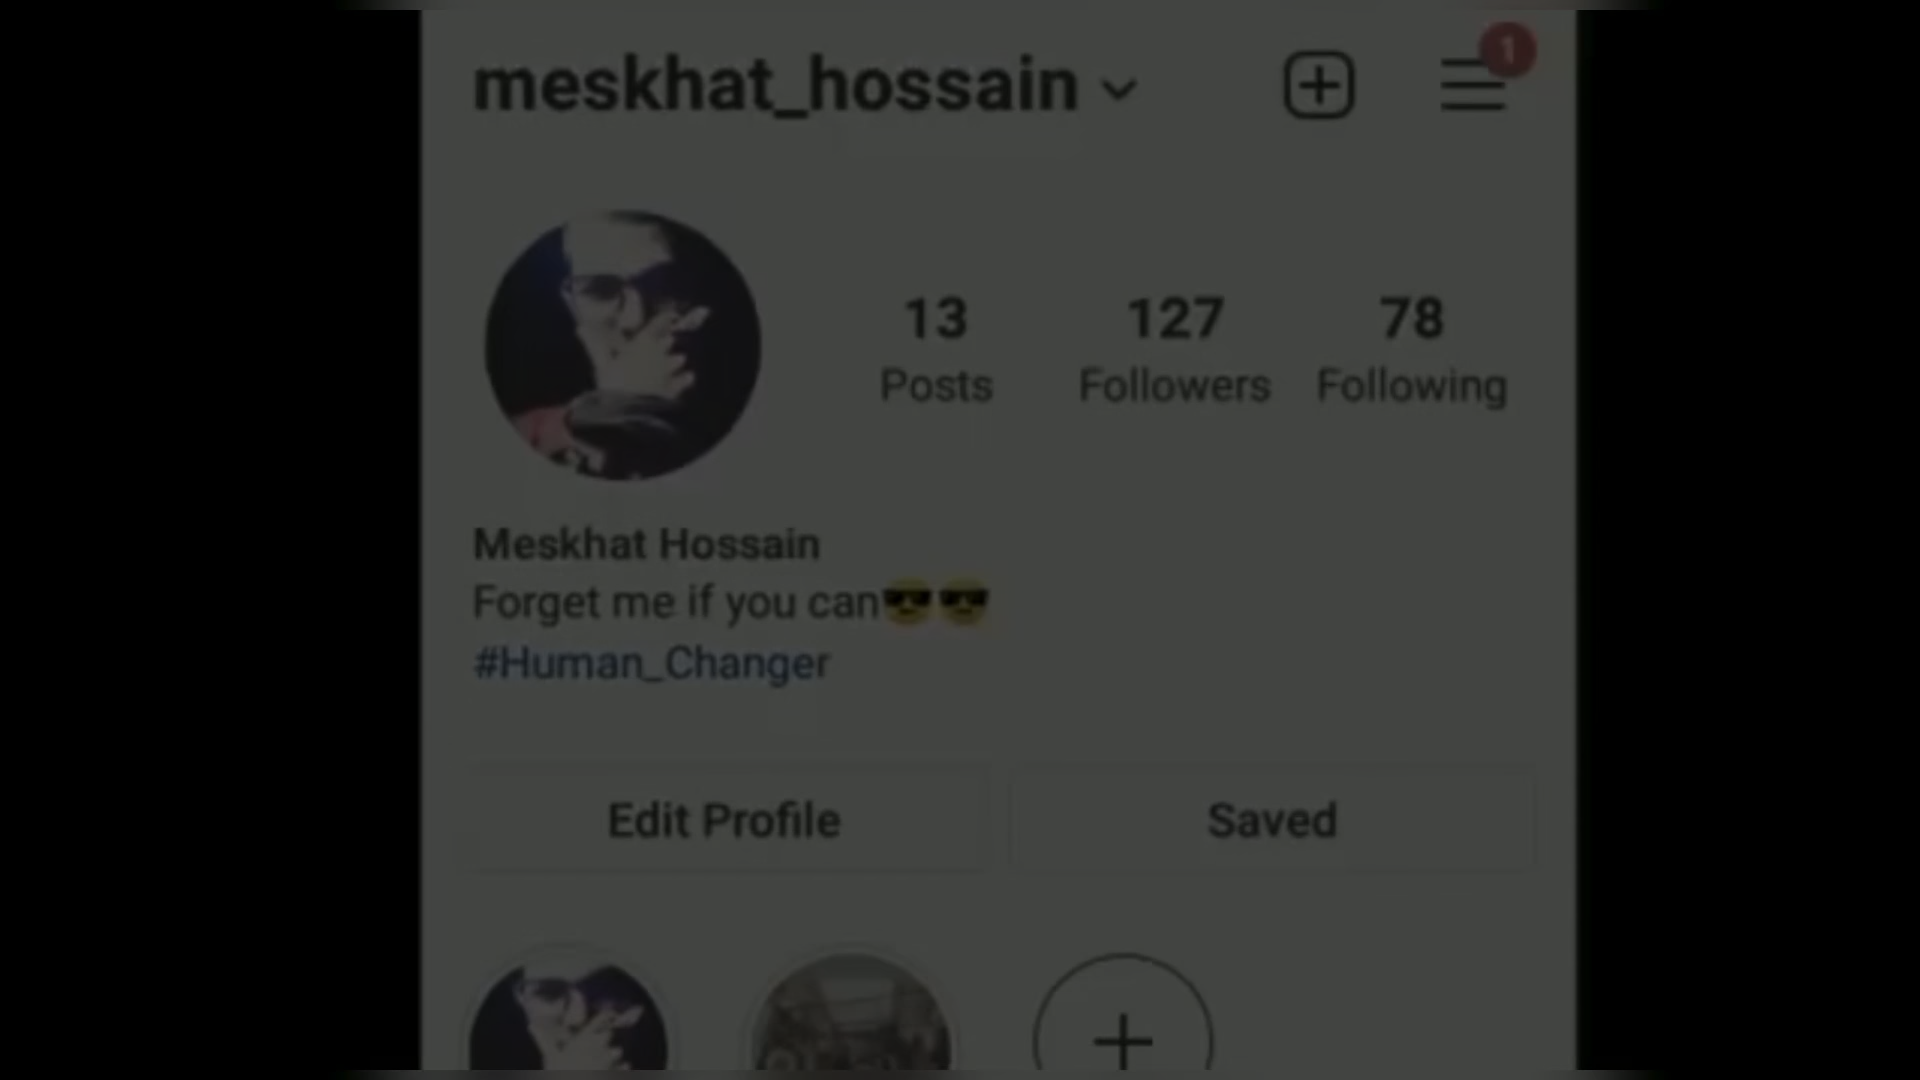 meskhat_hossain
1
13 127 78
Posts Followers Following
Meskhat Hossain
Forget me if you can😎😎
#Human_Changer
Edit Profile Saved